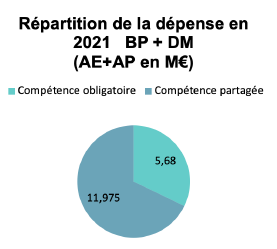 Répartition de la dépense en
2021 BP + DM
(AE+AP en M€)
Compétence obligatoire Compétence partagée
5,68
11,975